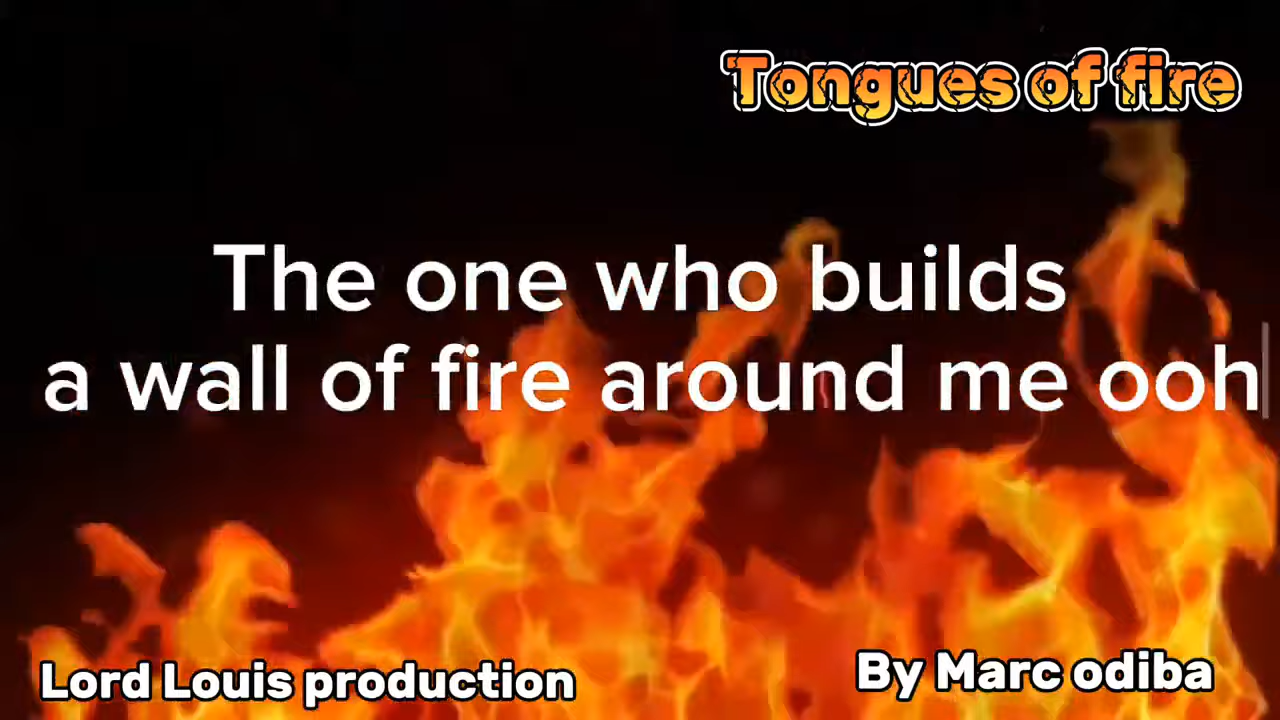 Tongues of fire
The one who builds
a wall of fire around me ooh
Lord Louis production
By Marc odiba